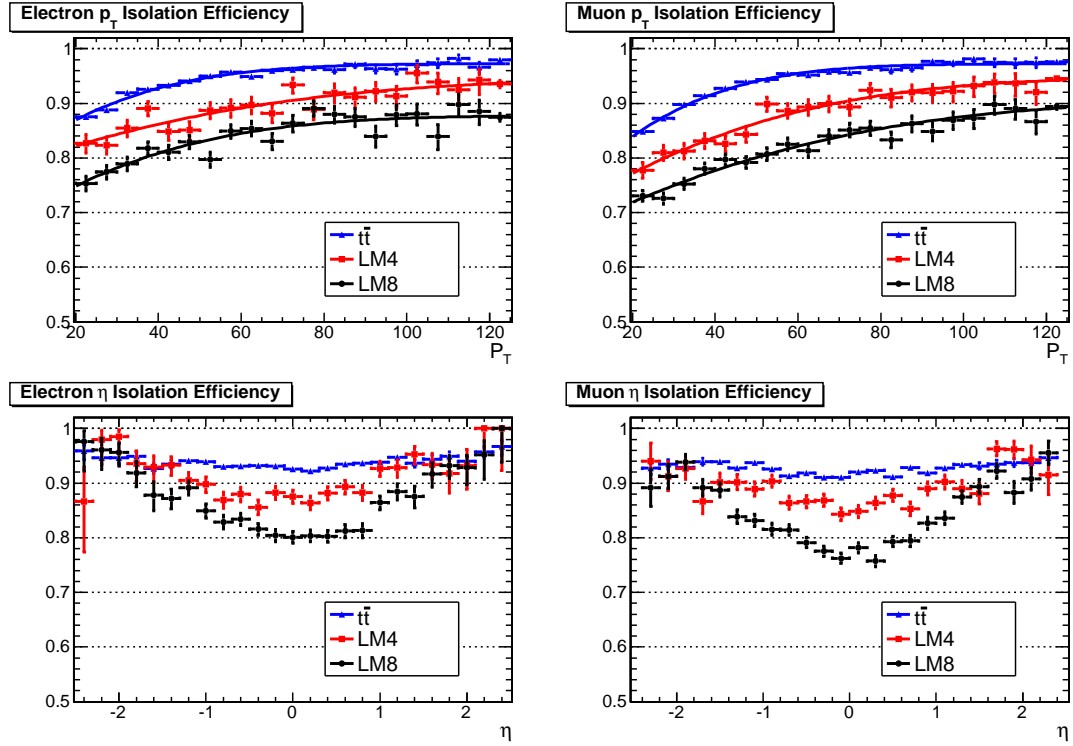 Electron p_T Isolation Efficiency
1
0.9
0.8
0.7
0.6
0.5
tt̄
LM4
LM8
20 40 60 80 100 120
P_T
Muon p_T Isolation Efficiency
1
0.9
0.8
0.7
0.6
0.5
tt̄
LM4
LM8
20 40 60 80 100 120
P_T
Electron η Isolation Efficiency
1
0.9
0.8
0.7
0.6
0.5
tt̄
LM4
LM8
-2 -1 0 1 2
η
Muon η Isolation Efficiency
1
0.9
0.8
0.7
0.6
0.5
tt̄
LM4
LM8
-2 -1 0 1 2
η